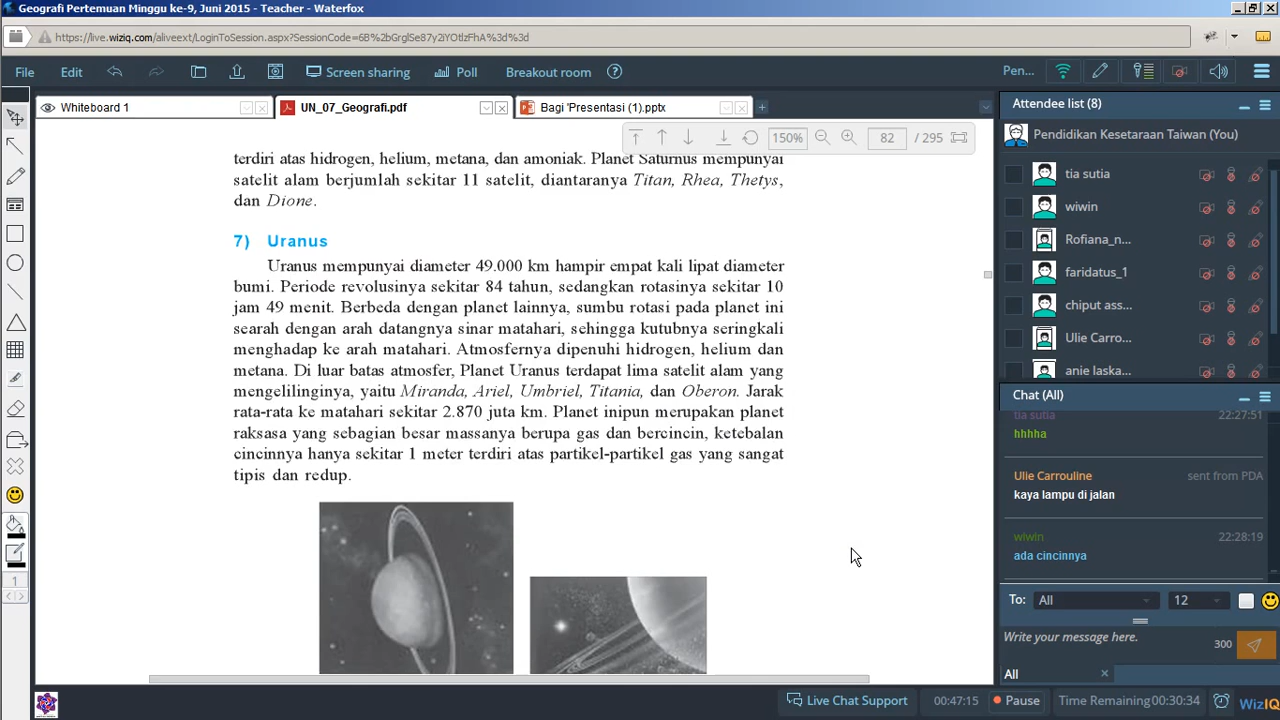 Geografi Pertemuan Minggu ke-9, Juni 2015 - Teacher - Waterfox
https://live.wiziq.com/aliveext/LoginToSession.aspx?SessionCode=6B%2bGrglSe87y2iYOtlzFhA%3d%3d
File Edit Screen sharing Poll Breakout room Pen...
Whiteboard 1 UN_07_Geografi.pdf Bagi 'Presentasi (1).pptx
150% 82 / 295
terdiri atas hidrogen, helium, metana, dan amoniak. Planet Saturnus mempunyai
satelit alam berjumlah sekitar 11 satelit, diantaranya Titan, Rhea, Thetys,
dan Dione.
7) Uranus
Uranus mempunyai diameter 49.000 km hampir empat kali lipat diameter
bumi. Periode revolusinya sekitar 84 tahun, sedangkan rotasinya sekitar 10
jam 49 menit. Berbeda dengan planet lainnya, sumbu rotasi pada planet ini
searah dengan arah datangnya sinar matahari, sehingga kutubnya seringkali
menghadap ke arah matahari. Atmosfernya dipenuhi hidrogen, helium dan
metana. Di luar batas atmosfer, Planet Uranus terdapat lima satelit alam yang
mengelilinginya, yaitu Miranda, Ariel, Umbriel, Titania, dan Oberon. Jarak
rata-rata ke matahari sekitar 2.870 juta km. Planet inipun merupakan planet
raksasa yang sebagian besar massanya berupa gas dan bercincin, ketebalan
cincinnya hanya sekitar 1 meter terdiri atas partikel-partikel gas yang sangat
tipis dan redup.
Attendee list (8)
Pendidikan Kesetaraan Taiwan (You)
tia sutia
wiwin
Rofiana_n...
faridatus_1
chiput ass...
Ulie Carro...
anie laska...
Chat (All)
tia sutia 22:27:51
hhhha
Ulie Carrouline sent from PDA
kaya lampu di jalan
wiwin 22:28:19
ada cincinnya
To: All 12
Write your message here. 300
All
1
Live Chat Support 00:47:15 Pause Time Remaining 00:30:34 WizIQ